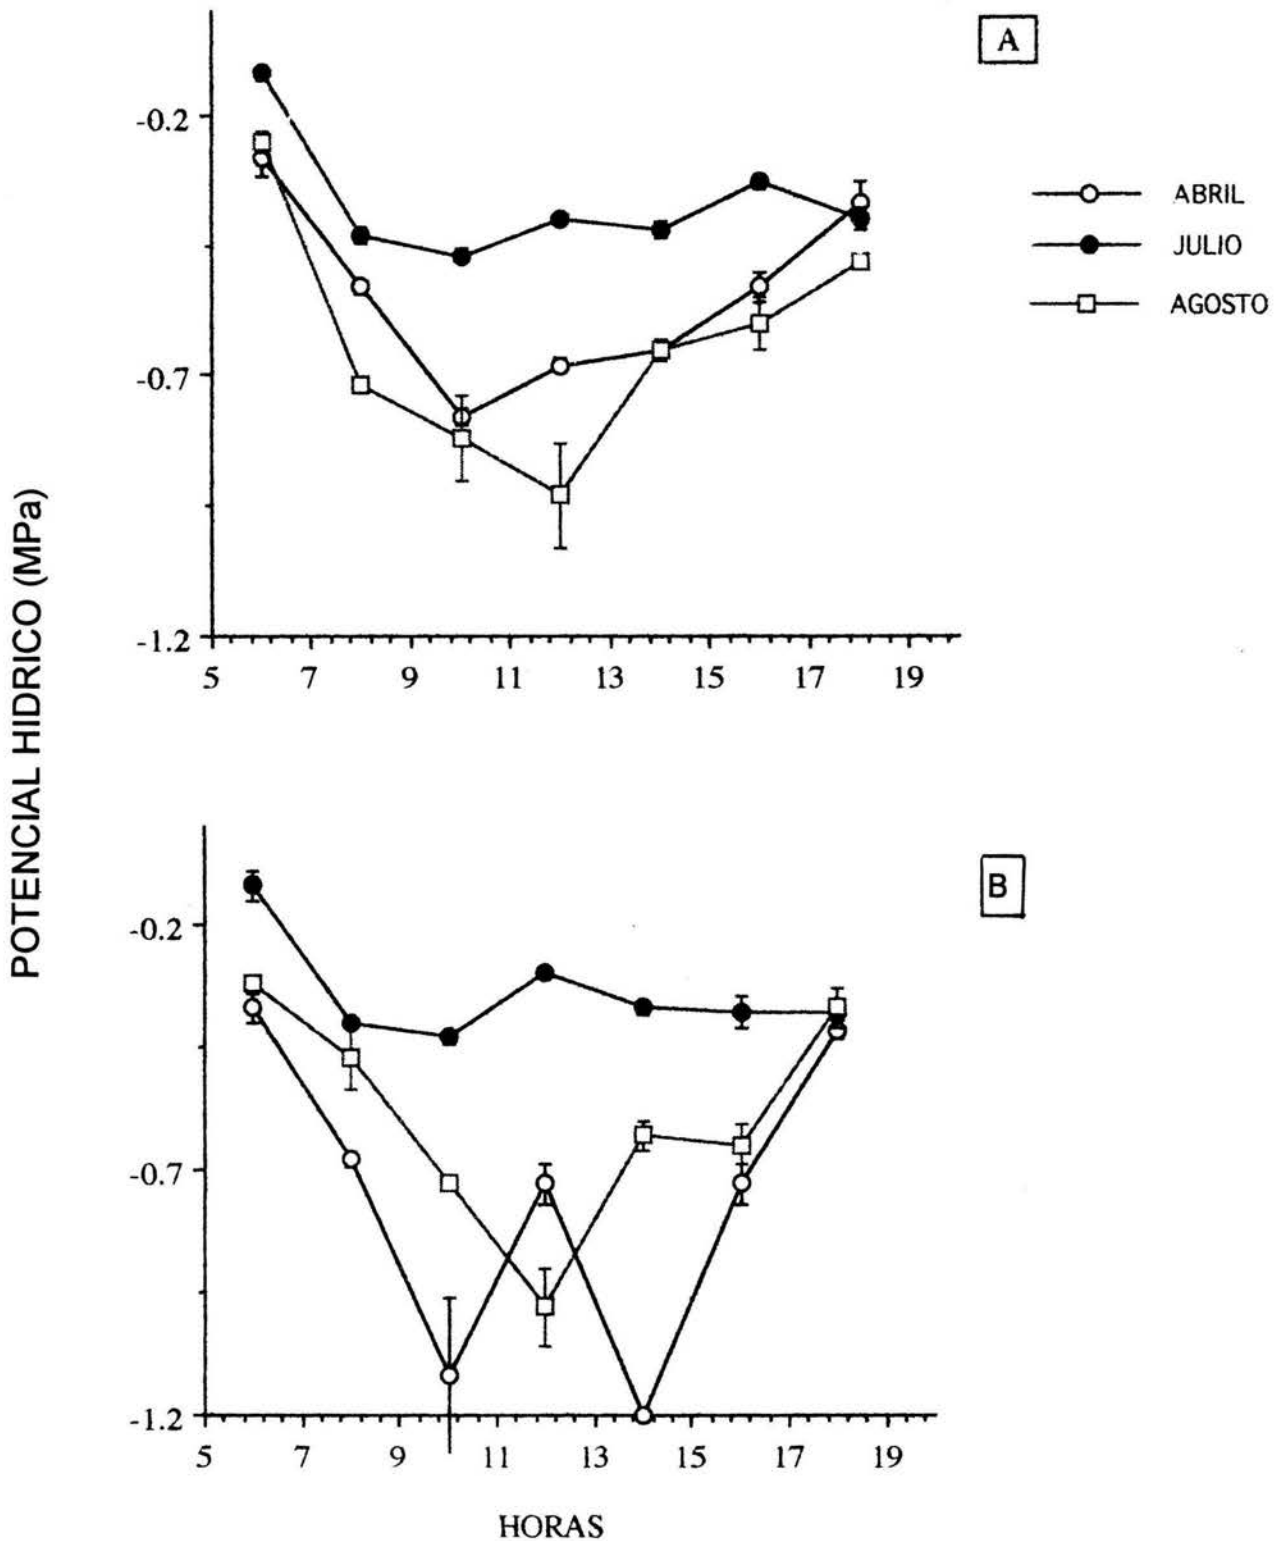 A
-0.2
-0.7
-1.2
5 7 9 11 13 15 17 19
ABRIL
JULIO
AGOSTO
POTENCIAL HIDRICO (MPa)
B
-0.2
-0.7
-1.2
5 7 9 11 13 15 17 19
HORAS